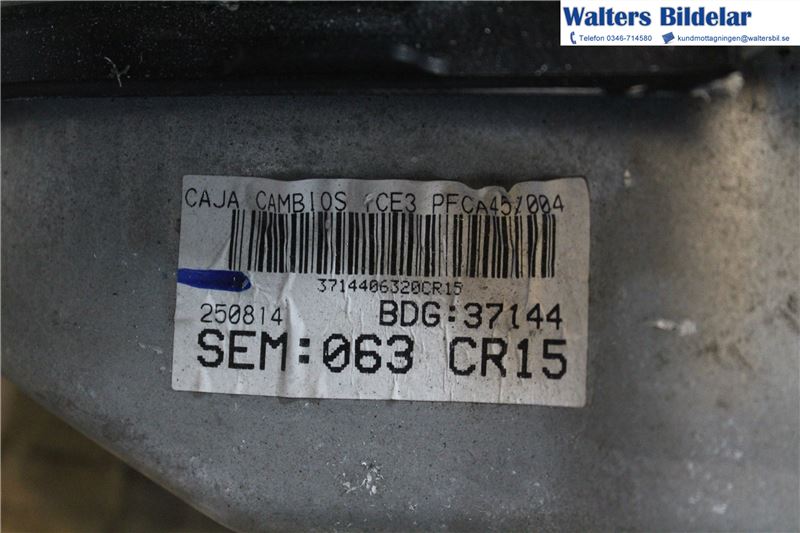 Walters Bildelar
Telefon 0346-714580 kundmottagningen@waltersbil.se
CAJA CAMBIOS
3714406320CR15
250814 BDG:37144
SEM:063 CR15